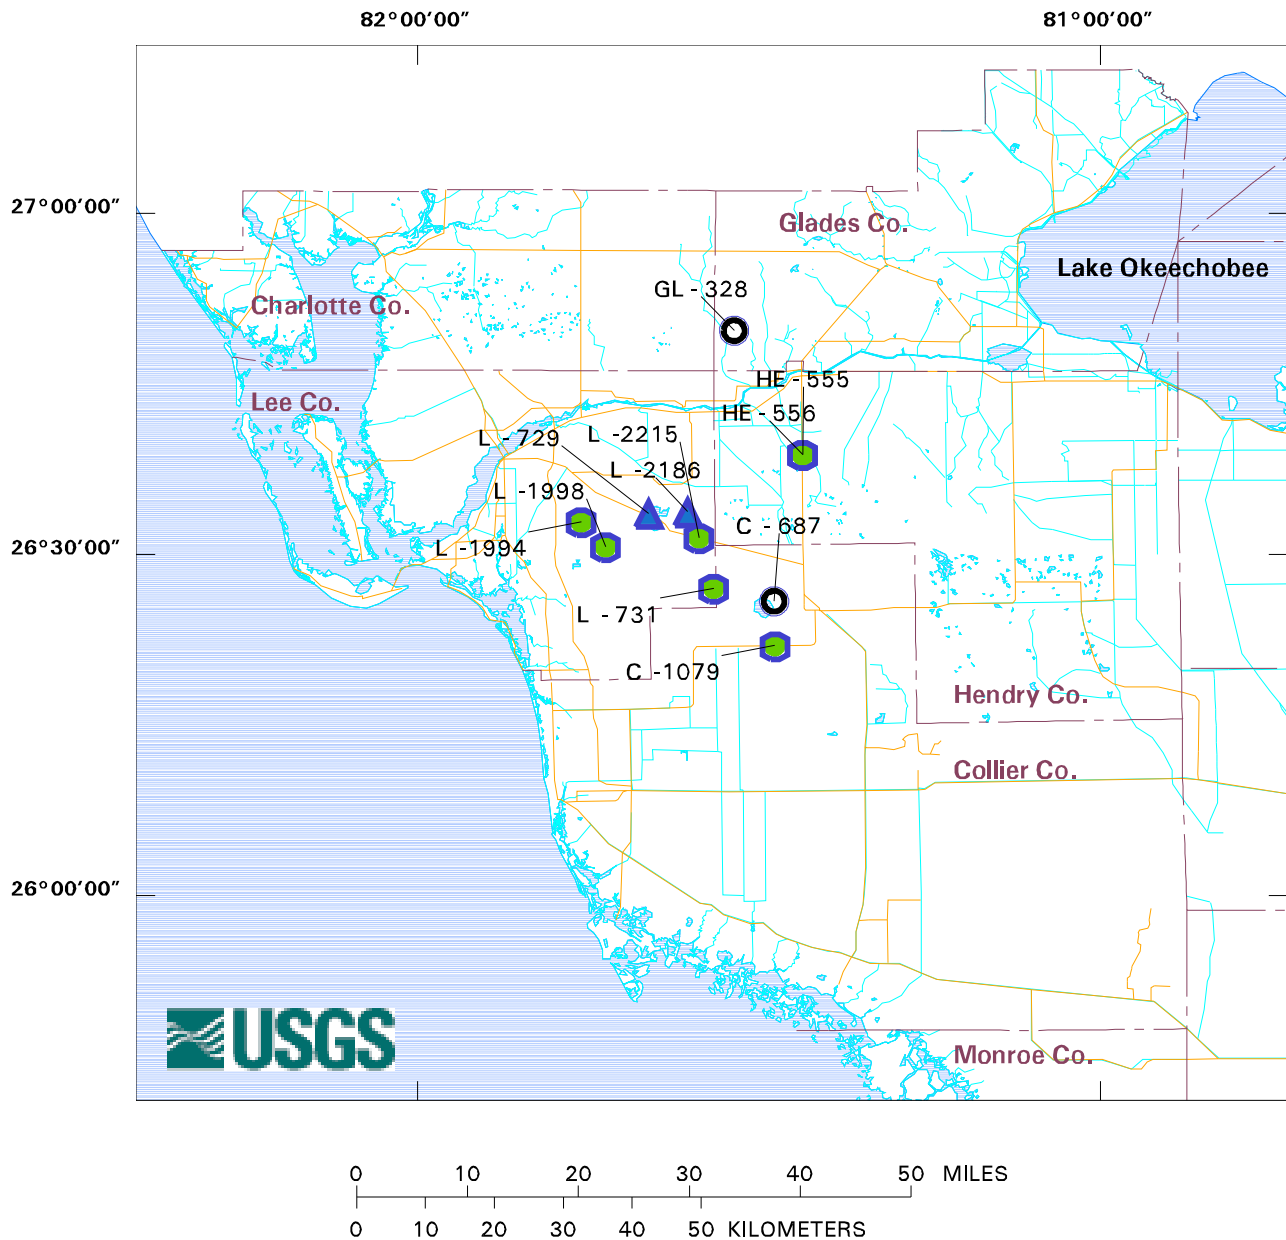 82°00'00" 81°00'00"
27°00'00"
Glades Co.
Lake Okeechobee
GL - 328
Charlotte Co.
HE - 555
Lee Co.
HE - 556
L - 729 L -2215
L -2186
L -1998
C - 687
26°30'00"
L -1994
L - 731
C -1079
Hendry Co.
Collier Co.
26°00'00"
USGS
Monroe Co.
0 10 20 30 40 50 MILES
0 10 20 30 40 50 KILOMETERS